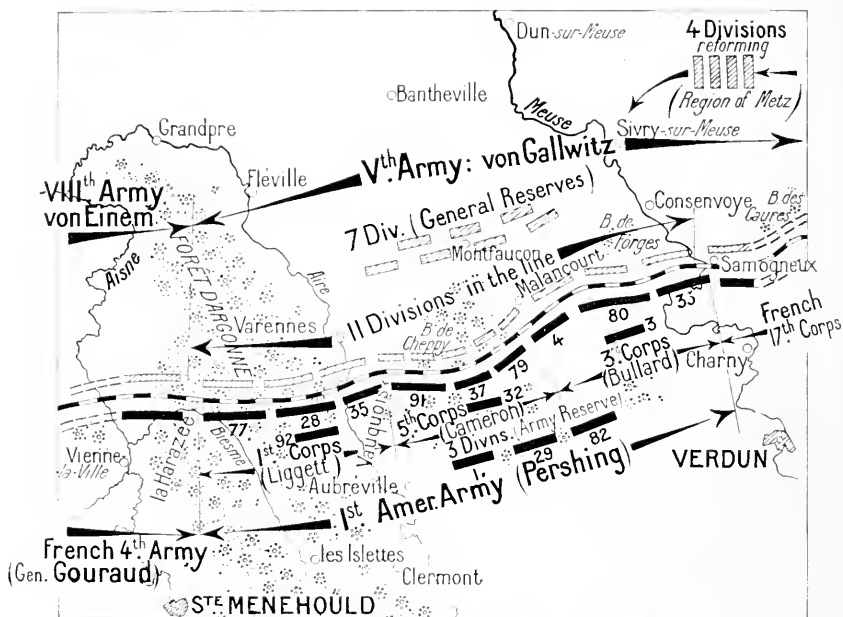 Dun-sur-Meuse
4 Divisions
reforming
(Region of Metz)
Bantheville
Meuse
Sivry-sur-Meuse
Grandpre
Fléville
Vth Army: von Gallwitz
VIIIth Army
von Einem
7 Div. (General Reserves)
Consenvoye
B. des
Caures
B. de
Forges
Montfaucon
Aisne
FORÊT D'ARGONNE
Aire
11 Divisions in the line
Malancourt
Samogneux
Varennes
B. de
Cheppy
33
80
4
3
French
17th Corps
79
3. Corps
(Bullard)
Charny
37
32
91
35
28
77
92
5th Corps
(Cameron)
3 Divns. (Army Reserve)
1.
29
82
1st Corps
(Liggett.)
Vauquois
Biesme
la Harazée
Vienne
-la-Ville
Aubréville
1st. Amer. Army (Pershing)
VERDUN
French 4th Army
(Gen. Gouraud)
les Islettes
Clermont
STE MENEHOULD